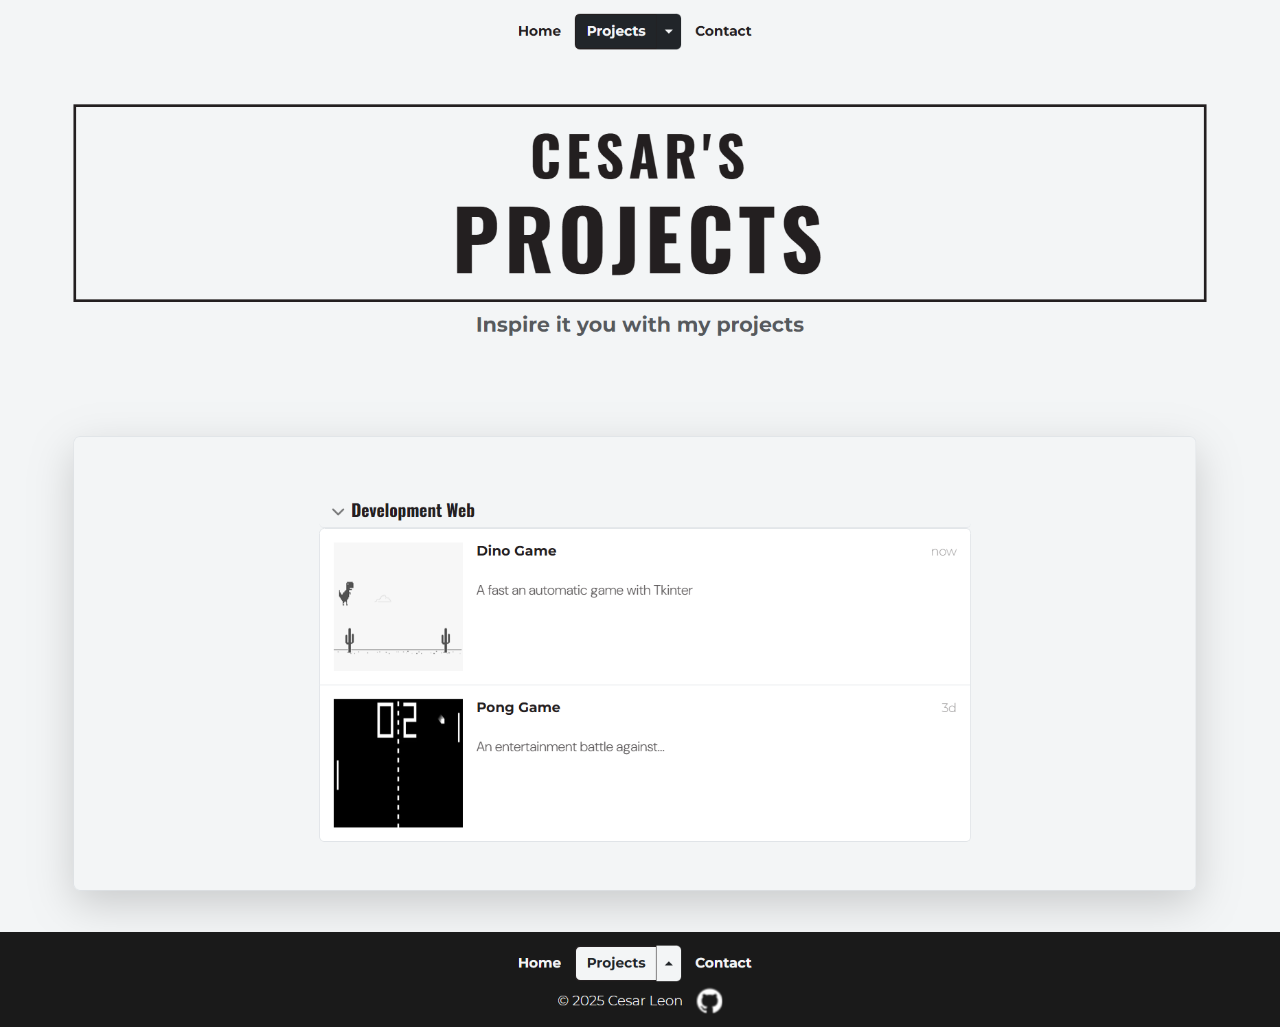 Home Projects Contact
CESAR'S
PROJECTS
Inspire it you with my projects
Development Web
Dino Game now
A fast an automatic game with Tkinter
02
Pong Game 3d
An entertainment battle against...
Home Projects Contact
© 2025 Cesar Leon